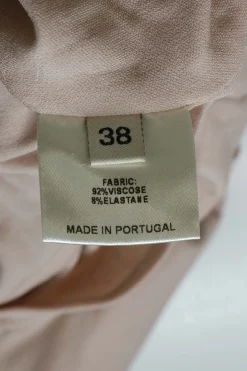 38
FABRIC:
92%VISCOSE
8%ELASTANE
MADE IN PORTUGAL